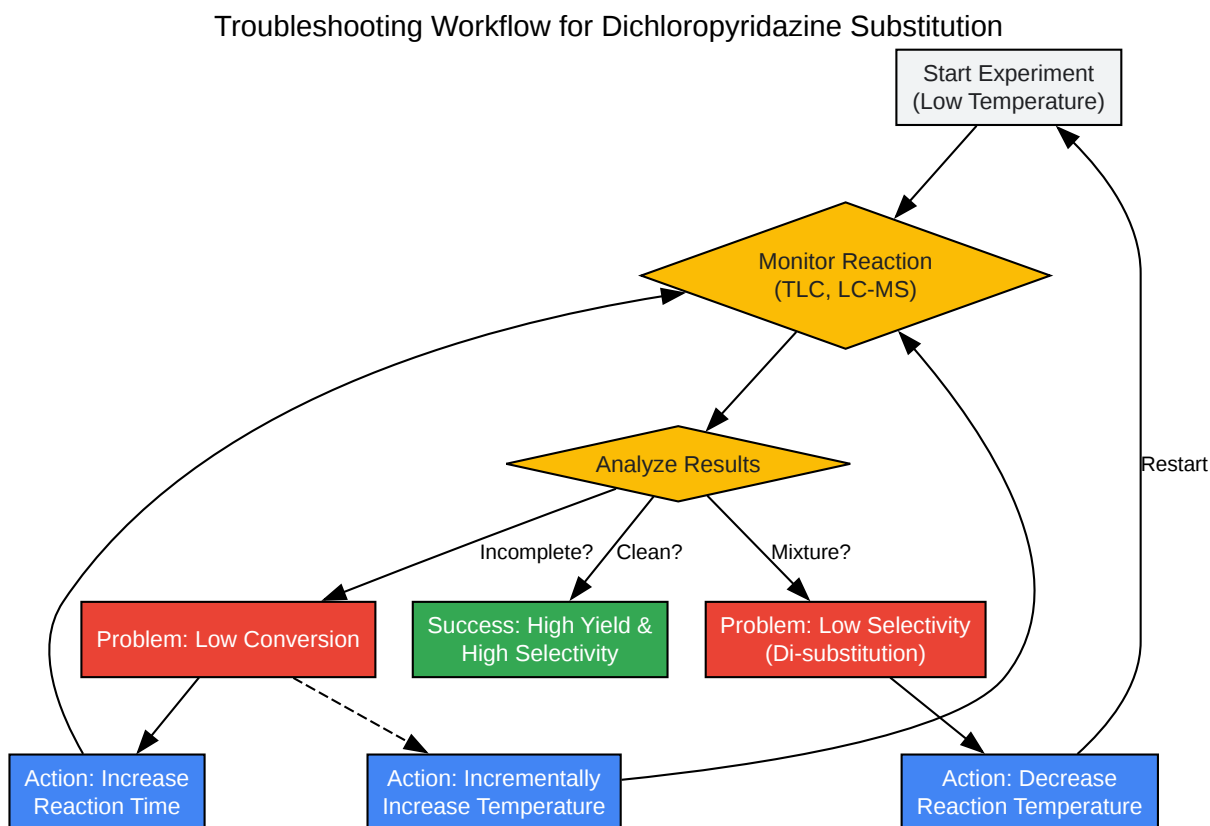 Troubleshooting Workflow for Dichloropyridazine Substitution
Start Experiment
(Low Temperature)
Monitor Reaction
(TLC, LC-MS)
Analyze Results
Restart
Incomplete?
Clean?
Mixture?
Problem: Low Conversion
Success: High Yield &
High Selectivity
Problem: Low Selectivity
(Di-substitution)
Action: Increase
Reaction Time
Action: Incrementally
Increase Temperature
Action: Decrease
Reaction Temperature